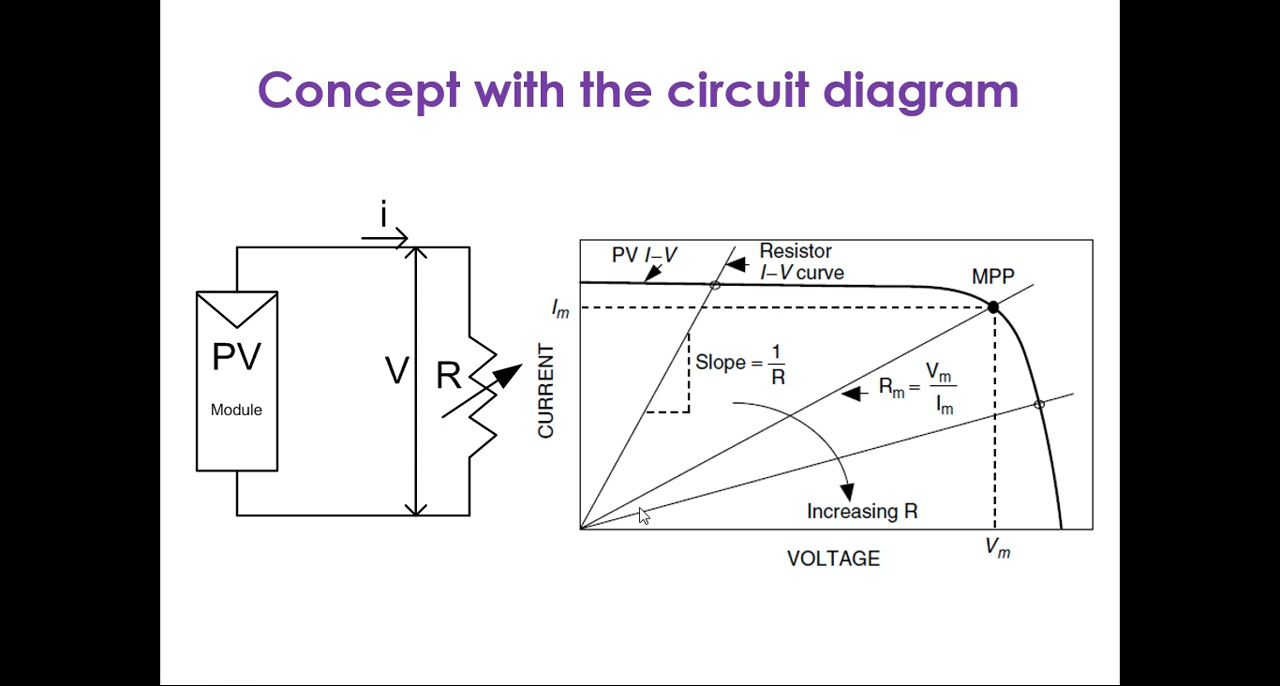 Concept with the circuit diagram
i
PV
Module
V
R
CURRENT
PV I–V
Resistor
I–V curve
MPP
Im
Slope = 1/R
Rm = Vm/Im
Increasing R
Vm
VOLTAGE